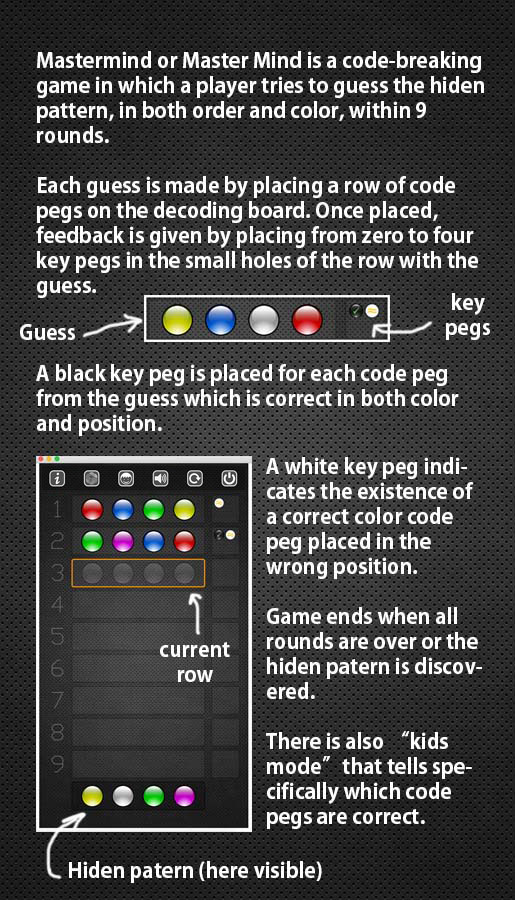 Mastermind or Master Mind is a code-breaking
game in which a player tries to guess the hiden
pattern, in both order and color, within 9
rounds.
Each guess is made by placing a row of code
pegs on the decoding board. Once placed,
feedback is given by placing from zero to four
key pegs in the small holes of the row with the
guess.
Guess
key
pegs
A black key peg is placed for each code peg
from the guess which is correct in both color
and position.
1
2
3
4
5
6
7
8
9
current
row
A white key peg indi-
cates the existence of
a correct color code
peg placed in the
wrong position.
Game ends when all
rounds are over or the
hiden patern is discov-
ered.
There is also “kids
mode” that tells spe-
cifically which code
pegs are correct.
Hiden patern (here visible)